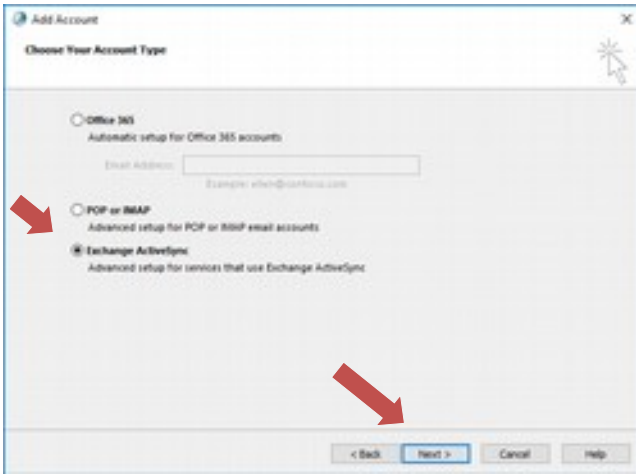 Add Account
Choose Your Account Type
Office 365
Automatic setup for Office 365 accounts
Email Address:
Example: ellen@contoso.com
POP or IMAP
Advanced setup for POP or IMAP email accounts
Exchange ActiveSync
Advanced setup for services that use Exchange ActiveSync
< Back Next > Cancel Help